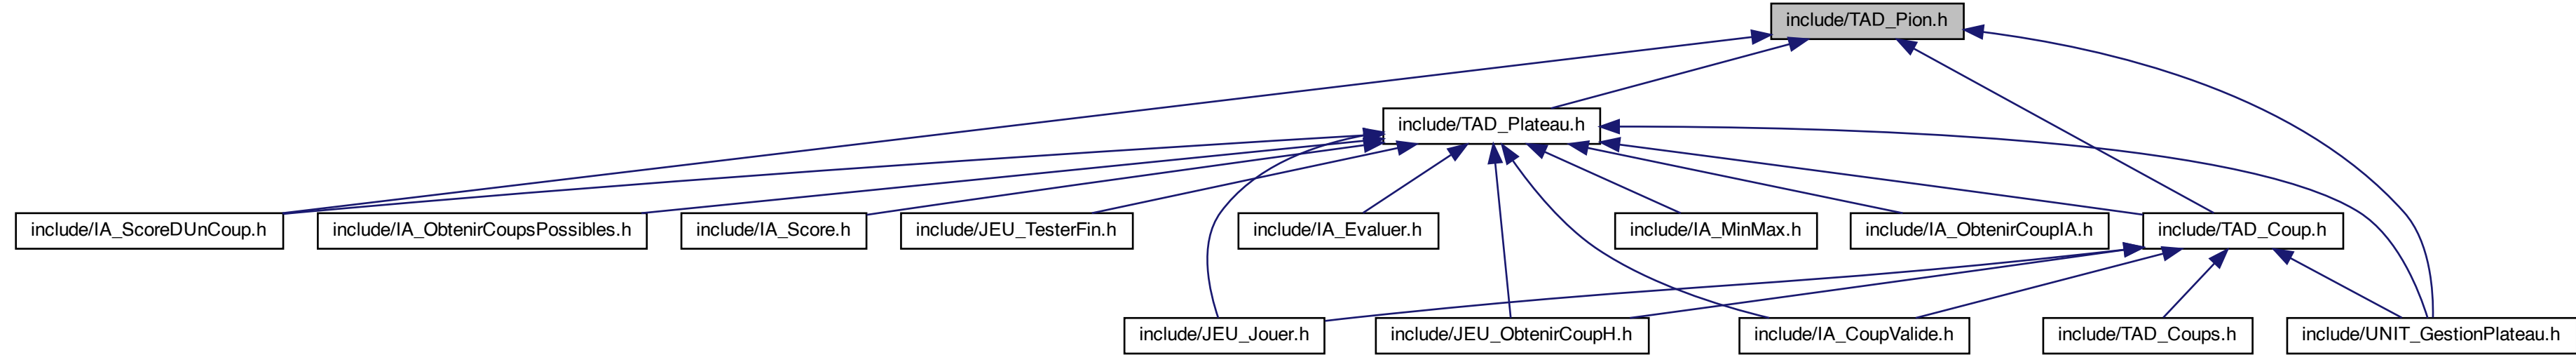 include/TAD_Pion.h
include/TAD_Plateau.h
include/IA_ScoreDUnCoup.h
include/IA_ObtenirCoupsPossibles.h
include/IA_Score.h
include/JEU_TesterFin.h
include/IA_Evaluer.h
include/IA_MinMax.h
include/IA_ObtenirCoupIA.h
include/TAD_Coup.h
include/JEU_Jouer.h
include/JEU_ObtenirCoupH.h
include/IA_CoupValide.h
include/TAD_Coups.h
include/UNIT_GestionPlateau.h